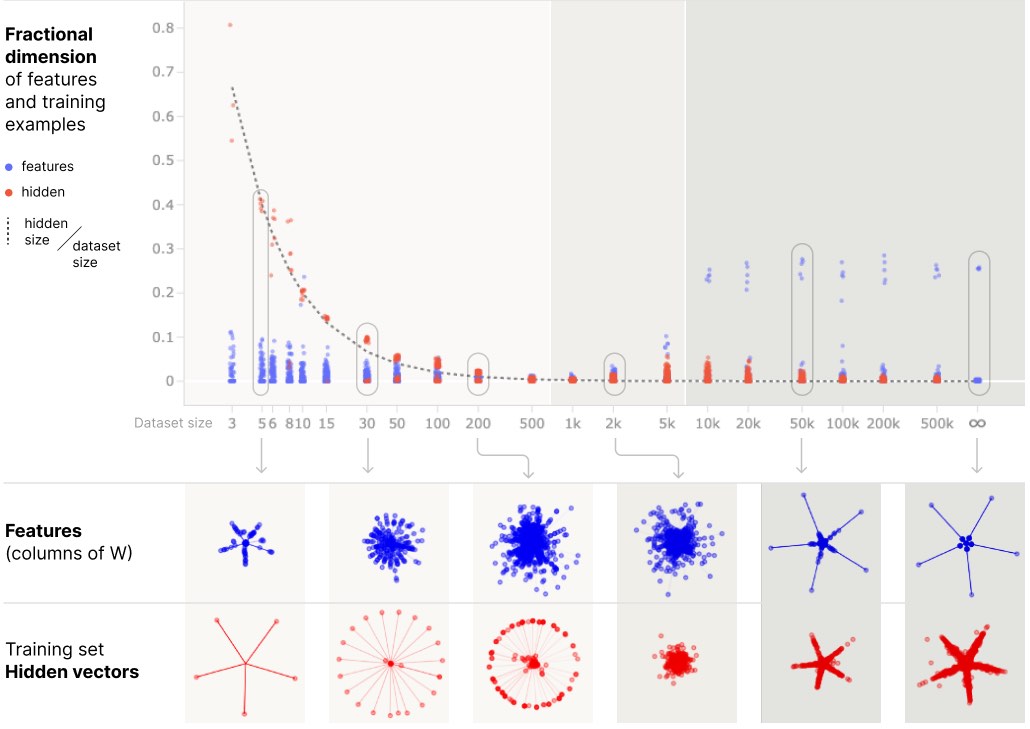 Fractional
dimension
of features
and training
examples
features
hidden
hidden
size
dataset
size
0.8
0.7
0.6
0.5
0.4
0.3
0.2
0.1
0
Dataset size 3 5 6 8 10 15 30 50 100 200 500 1k 2k 5k 10k 20k 50k 100k 200k 500k ∞
Features
(columns of W)
Training set
Hidden vectors